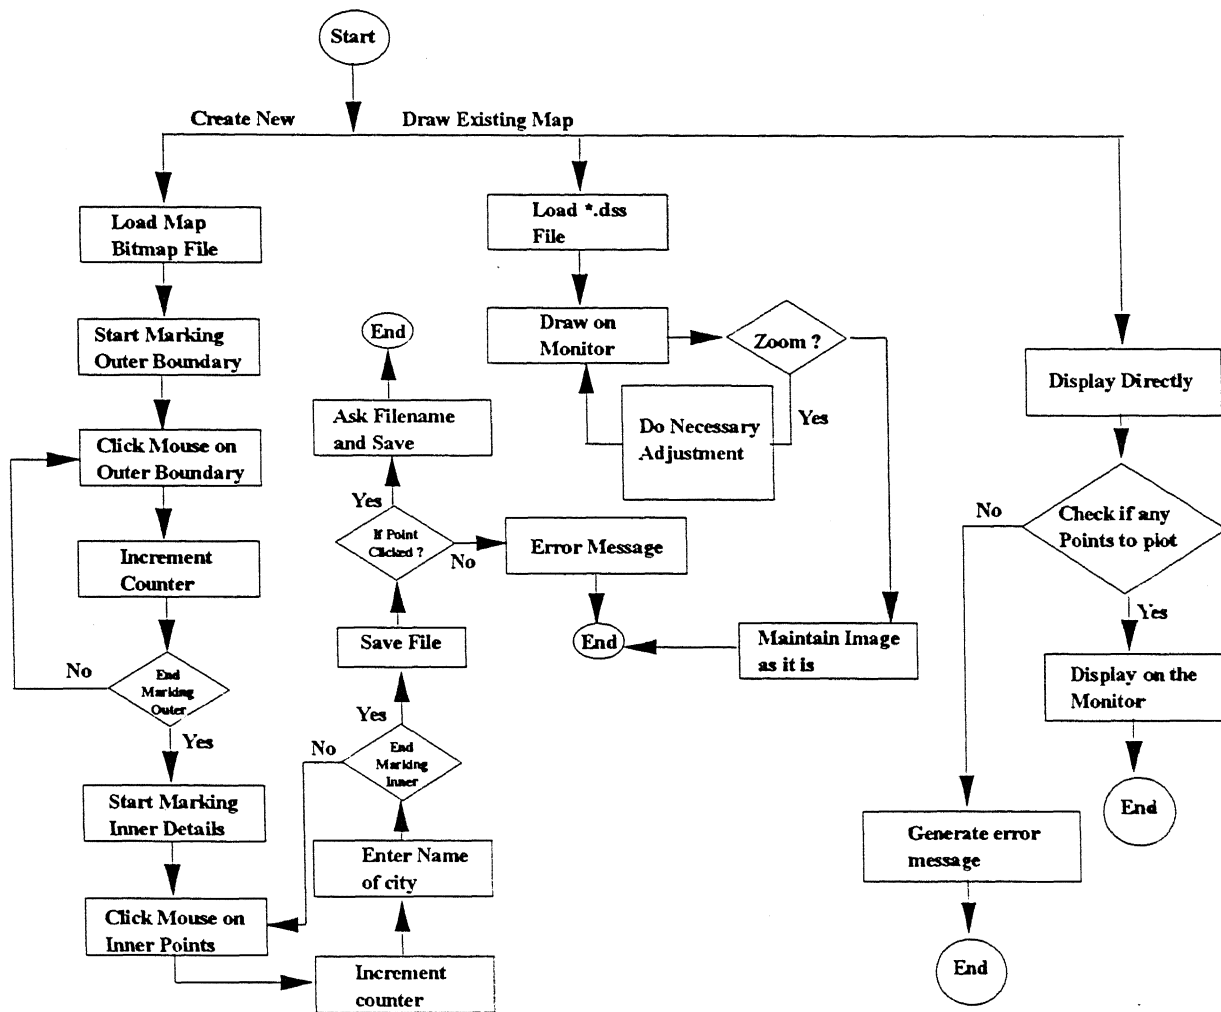 Start
Create New
Draw Existing Map
Load Map
Bitmap File
Start Marking
Outer Boundary
Click Mouse on
Outer Boundary
Increment
Counter
No
End
Marking
Outer
Yes
Start Marking
Inner Details
Click Mouse on
Inner Points
Increment
counter
Enter Name
of city
No
End
Marking
Inner
Yes
Save File
If Point
Clicked ?
No
Yes
Ask Filename
and Save
End
Error Message
End
Load *.dss
File
Draw on
Monitor
Zoom ?
Yes
Do Necessary
Adjustment
Maintain Image
as it is
Display Directly
Check if any
Points to plot
No
Yes
Display on the
Monitor
End
Generate error
message
End